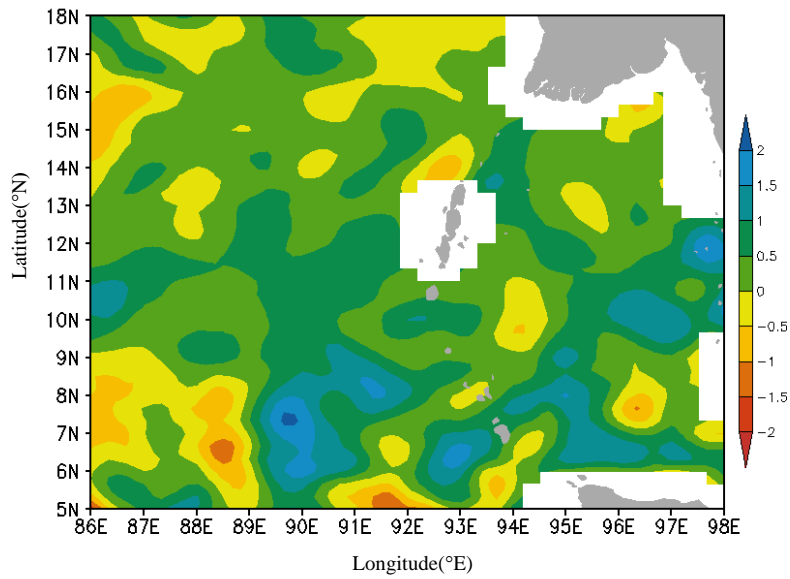 18N
17N
16N
15N
14N
13N
12N
11N
10N
9N
8N
7N
6N
5N
Latitude(°N)
86E 87E 88E 89E 90E 91E 92E 93E 94E 95E 96E 97E 98E
Longitude(°E)
2
1.5
1
0.5
0
−0.5
−1
−1.5
−2